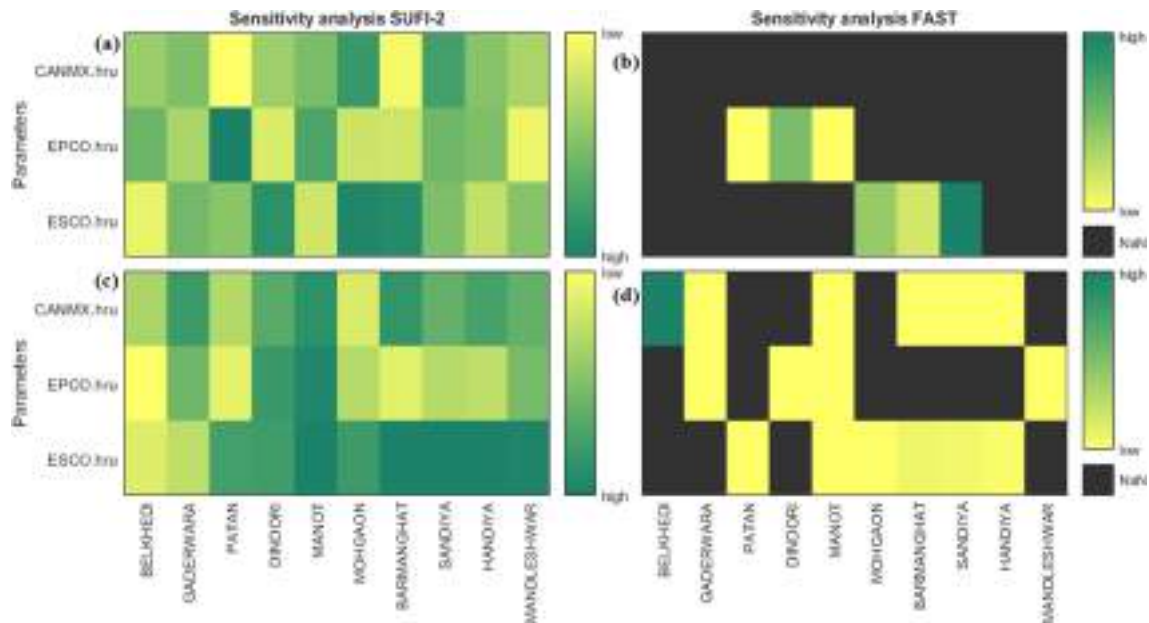 Sensitivity analysis SUFI-2
Sensitivity analysis FAST
(a)
CANMX.hru
EPCO.hru
ESCO.hru
Parameters
low
high
(b)
high
low
NaN
(c)
CANMX.hru
EPCO.hru
ESCO.hru
Parameters
low
high
(d)
high
low
NaN
BELKHEDI
GADERWARA
PATAN
DINDORI
MANOT
MOHGAON
BARMANGHAT
SANDIYA
HANDIYA
MANDLESHWAR
BELKHEDI
GADERWARA
PATAN
DINDORI
MANOT
MOHGAON
BARMANGHAT
SANDIYA
HANDIYA
MANDLESHWAR